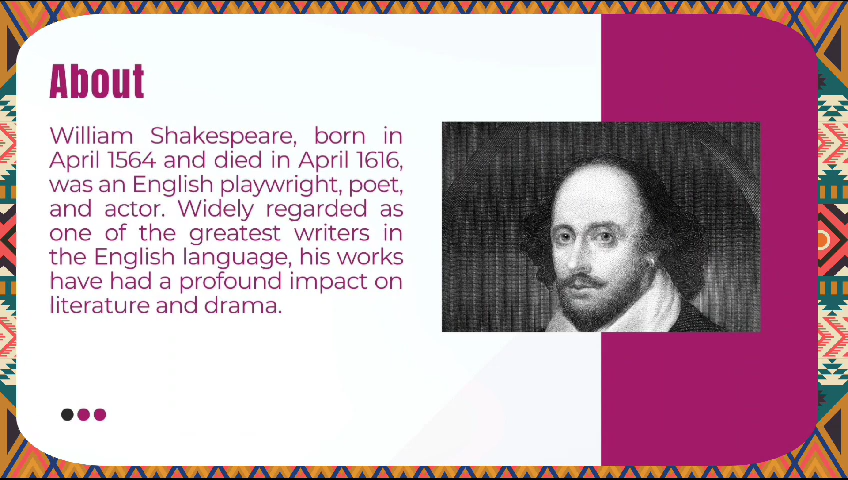 About
William Shakespeare, born in
April 1564 and died in April 1616,
was an English playwright, poet,
and actor. Widely regarded as
one of the greatest writers in
the English language, his works
have had a profound impact on
literature and drama.